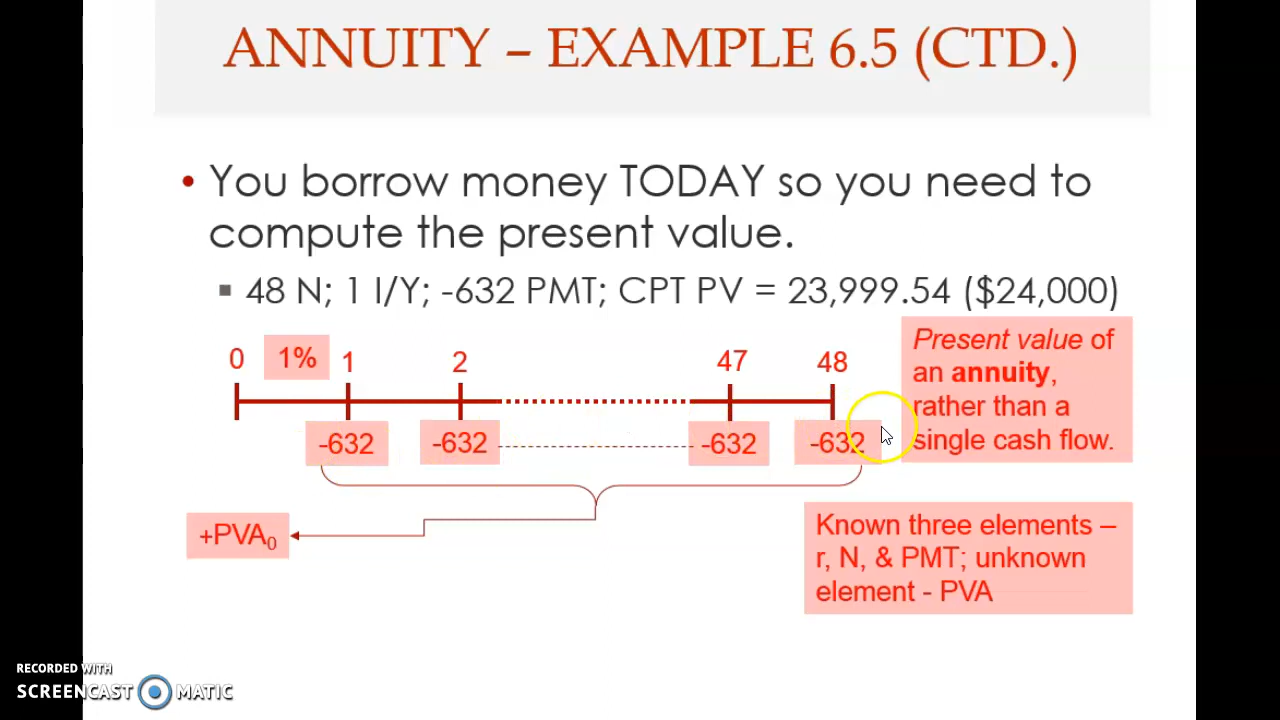 ANNUITY – EXAMPLE 6.5 (CTD.)
• You borrow money TODAY so you need to
compute the present value.
▪ 48 N; 1 I/Y; -632 PMT; CPT PV = 23,999.54 ($24,000)
0 1% 1 2 47 48
Present value of
an annuity,
rather than a
single cash flow.
-632 -632 -632 -632
+PVA₀
Known three elements –
r, N, & PMT; unknown
element - PVA
RECORDED WITH
SCREENCAST MATIC